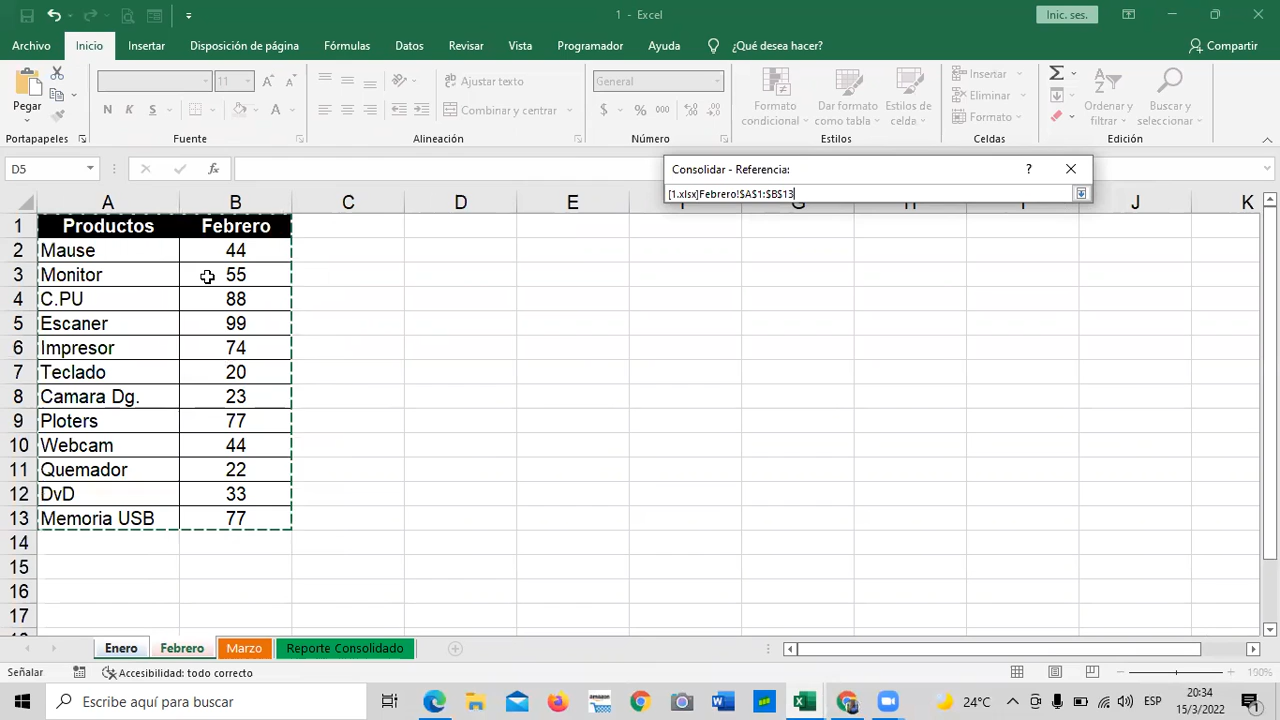 1 - Excel
Inic. ses.
Archivo Inicio Insertar Disposición de página Fórmulas Datos Revisar Vista Programador Ayuda ¿Qué desea hacer? Compartir
Pegar
N K S
11
A A
A
Ajustar texto
Combinar y centrar
General
$ % 000
Formato condicional
Dar formato como tabla
Estilos de celda
Insertar
Eliminar
Formato
Ordenar y filtrar
Buscar y seleccionar
Portapapeles Fuente Alineación Número Estilos Celdas Edición
D5
fx
Consolidar - Referencia:
?
[1.xlsx]Febrero!$A$1:$B$13
A B C D E F G H I J K
1 Productos Febrero
2 Mause 44
3 Monitor 55
4 C.PU 88
5 Escaner 99
6 Impresor 74
7 Teclado 20
8 Camara Dg. 23
9 Ploters 77
10 Webcam 44
11 Quemador 22
12 DvD 33
13 Memoria USB 77
14
15
16
17
Enero Febrero Marzo Reporte Consolidado
Señalar Accesibilidad: todo correcto 190%
Escribe aquí para buscar
24°C ESP 20:34
15/3/2022